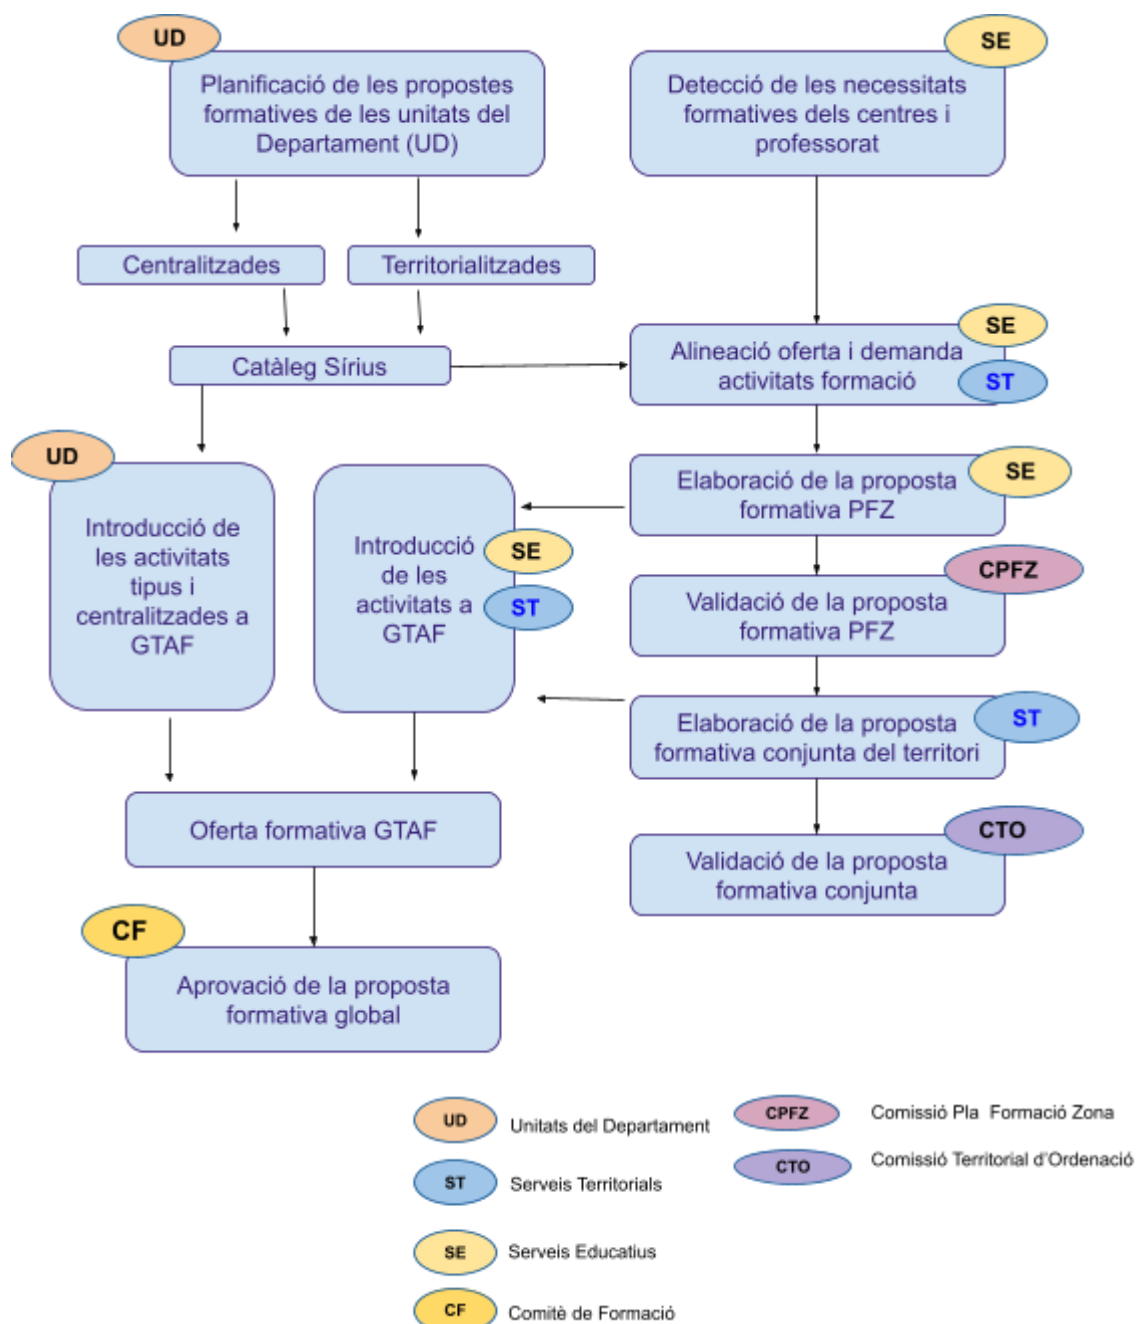 UD
Planificació de les propostes
formatives de les unitats del
Departament (UD)
SE
Detecció de les necessitats
formatives dels centres i
professorat
Centralitzades
Territorialitzades
Catàleg Sírius
SE
Alineació oferta i demanda
activitats formació
ST
UD
Introducció de
les activitats
tipus i
centralitzades a
GTAF
Introducció
de les
activitats a
GTAF
SE
ST
SE
Elaboració de la proposta
formativa PFZ
CPFZ
Validació de la proposta
formativa PFZ
ST
Elaboració de la proposta
formativa conjunta del territori
CTO
Validació de la proposta
formativa conjunta
Oferta formativa GTAF
CF
Aprovació de la proposta
formativa global
UD Unitats del Departament
CPFZ Comissió Pla Formació Zona
ST Serveis Territorials
CTO Comissió Territorial d'Ordenació
SE Serveis Educatius
CF Comitè de Formació